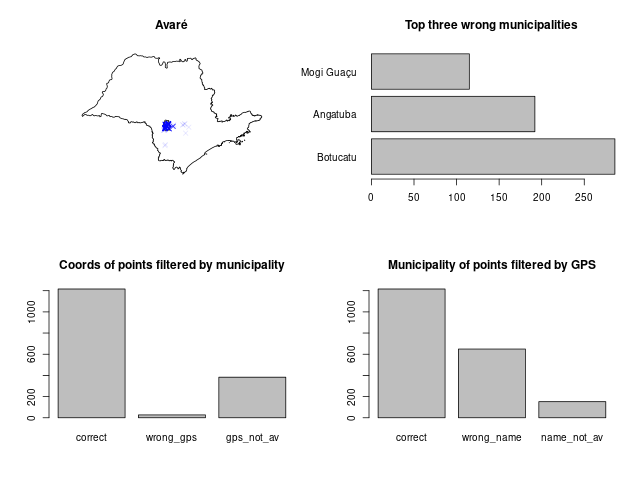 Avaré
Top three wrong municipalities
Mogi Guaçu
Angatuba
Botucatu
0 50 100 150 200 250
Coords of points filtered by municipality
0 200 600 1000
correct wrong_gps gps_not_av
Municipality of points filtered by GPS
0 200 600 1000
correct wrong_name name_not_av